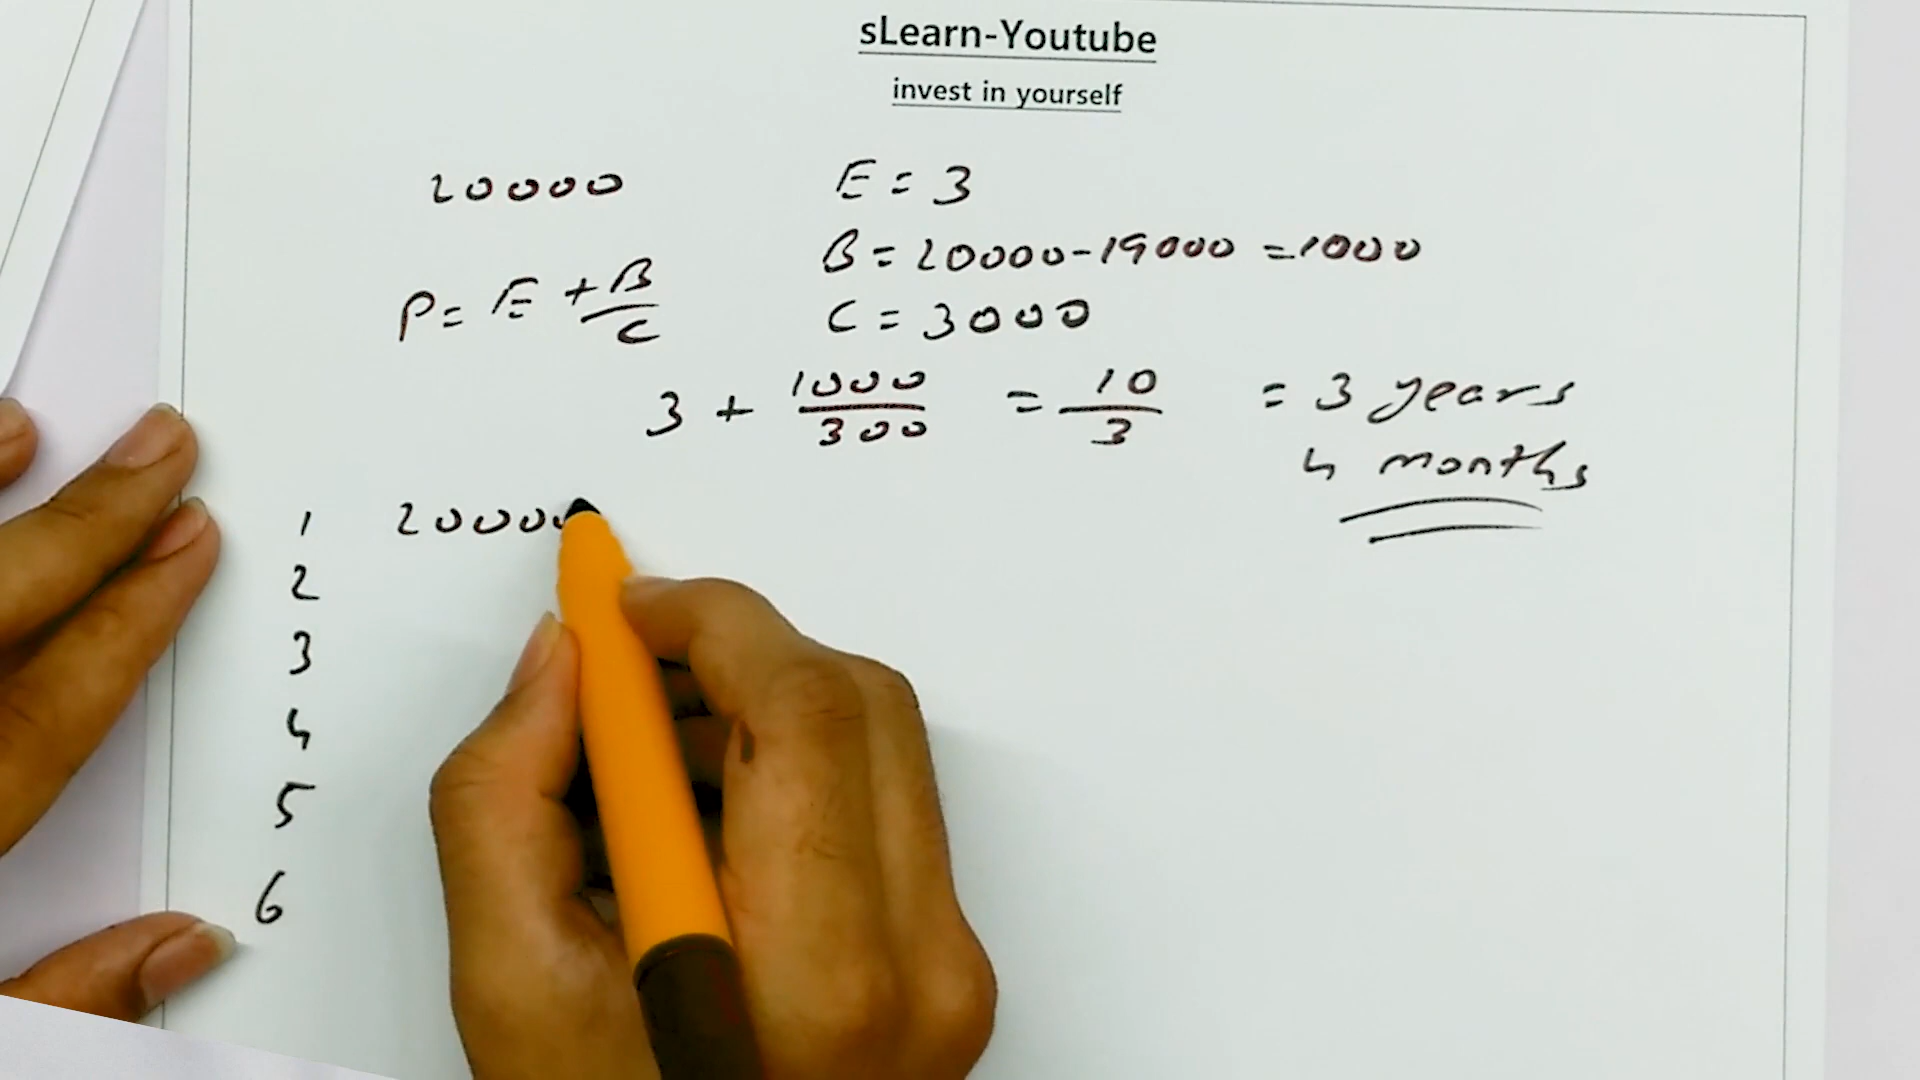 sLearn-Youtube
invest in yourself
20000
E = 3
B = 20000-19000 =1000
P= E + B/C
C = 3000
3 + 1000/300 = 10/3 = 3 years
4 months
1 20000
2
3
4
5
6